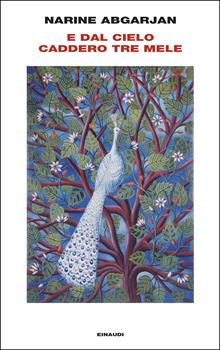 NARINE ABGARJAN
E DAL CIELO
CADDERO TRE MELE
EINAUDI